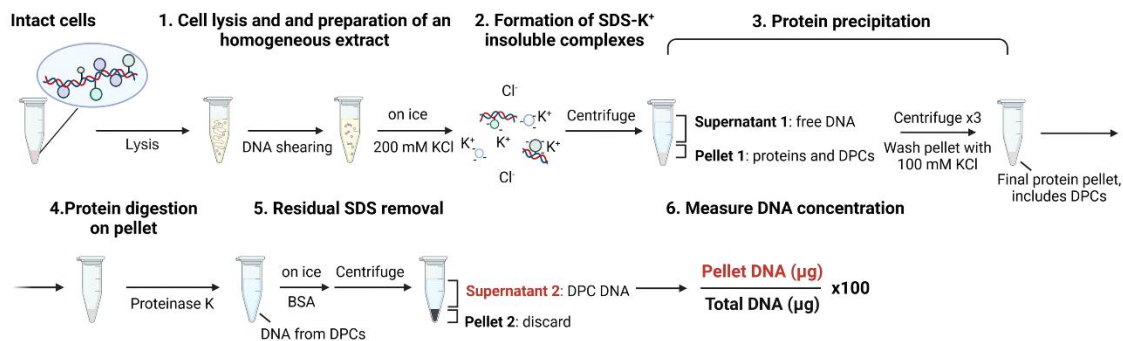 Intact cells
1. Cell lysis and and preparation of an
homogeneous extract
2. Formation of SDS-K⁺
insoluble complexes
3. Protein precipitation
Lysis
DNA shearing
on ice
200 mM KCl
Cl⁻
K⁺
K⁺
K⁺
K⁺
Cl⁻
Centrifuge
Supernatant 1: free DNA
Pellet 1: proteins and DPCs
Centrifuge x3
Wash pellet with
100 mM KCl
Final protein pellet,
includes DPCs
4.Protein digestion
on pellet
5. Residual SDS removal
6. Measure DNA concentration
Proteinase K
DNA from DPCs
on ice
BSA
Centrifuge
Supernatant 2: DPC DNA
Pellet 2: discard
Pellet DNA (µg)
Total DNA (µg)
x100